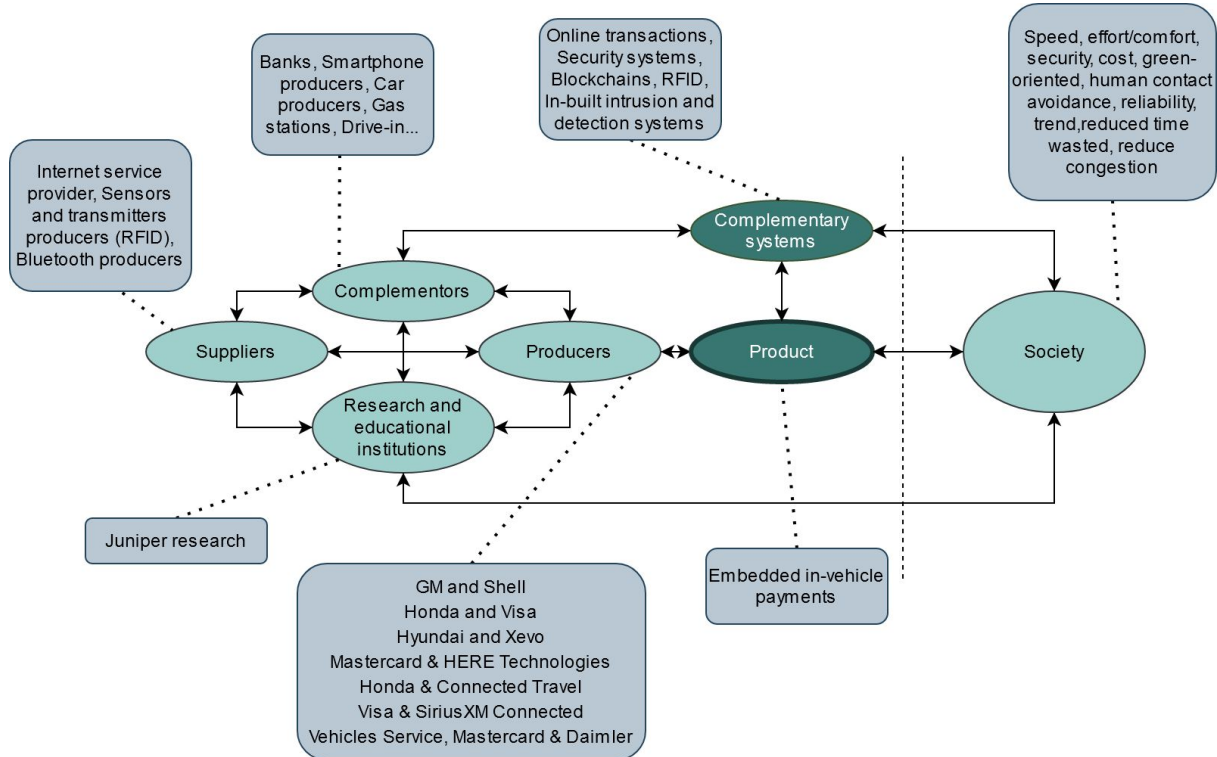 Online transactions,
Security systems,
Blockchains, RFID,
In-built intrusion and
detection systems
Speed, effort/comfort,
security, cost, green-
oriented, human contact
avoidance, reliability,
trend,reduced time
wasted, reduce
congestion
Banks, Smartphone
producers, Car
producers, Gas
stations, Drive-in...
Internet service
provider, Sensors
and transmitters
producers (RFID),
Bluetooth producers
Complementary
systems
Complementors
Suppliers
Producers
Product
Society
Research and
educational
institutions
Juniper research
GM and Shell
Honda and Visa
Hyundai and Xevo
Mastercard & HERE Technologies
Honda & Connected Travel
Visa & SiriusXM Connected
Vehicles Service, Mastercard & Daimler
Embedded in-vehicle
payments